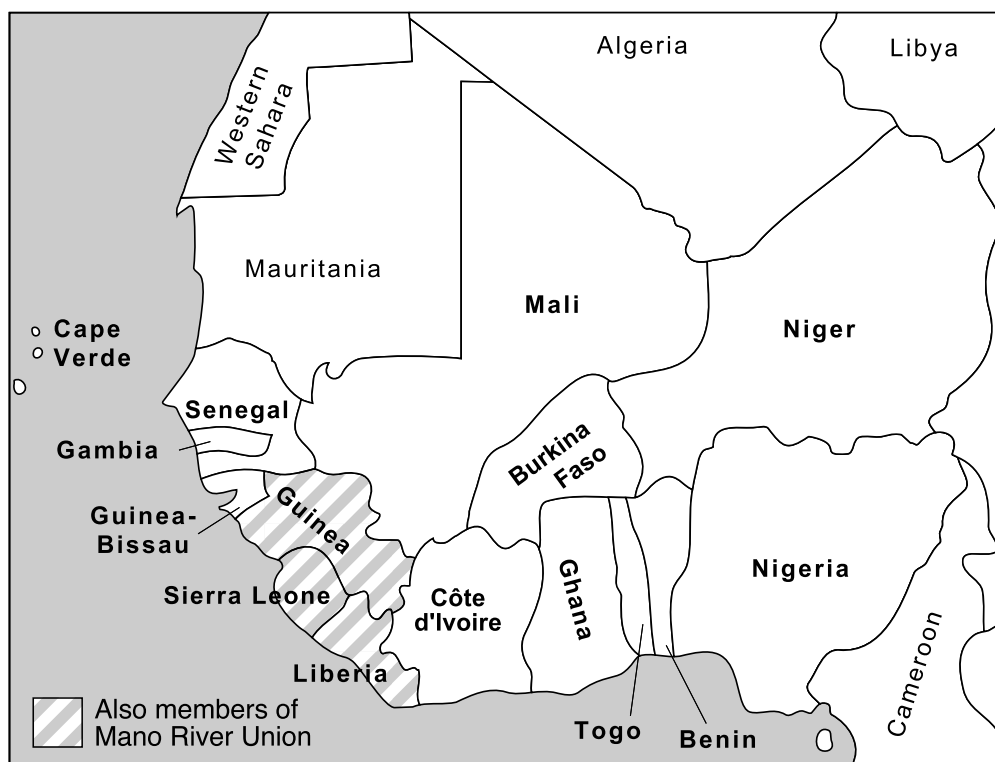 Algeria
Libya
Western
Sahara
Mauritania
Mali
Niger
Cape
Verde
Senegal
Gambia
Burkina
Faso
Guinea
Guinea-
Bissau
Nigeria
Ghana
Sierra Leone
Côte
d'Ivoire
Liberia
Cameroon
Togo
Benin
Also members of
Mano River Union